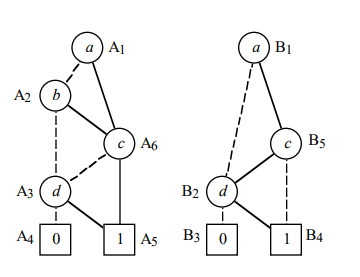 a A1 a B1
A2 b
c A6 c B5
A3 d B2 d
A4 0 1 A5 B3 0 1 B4